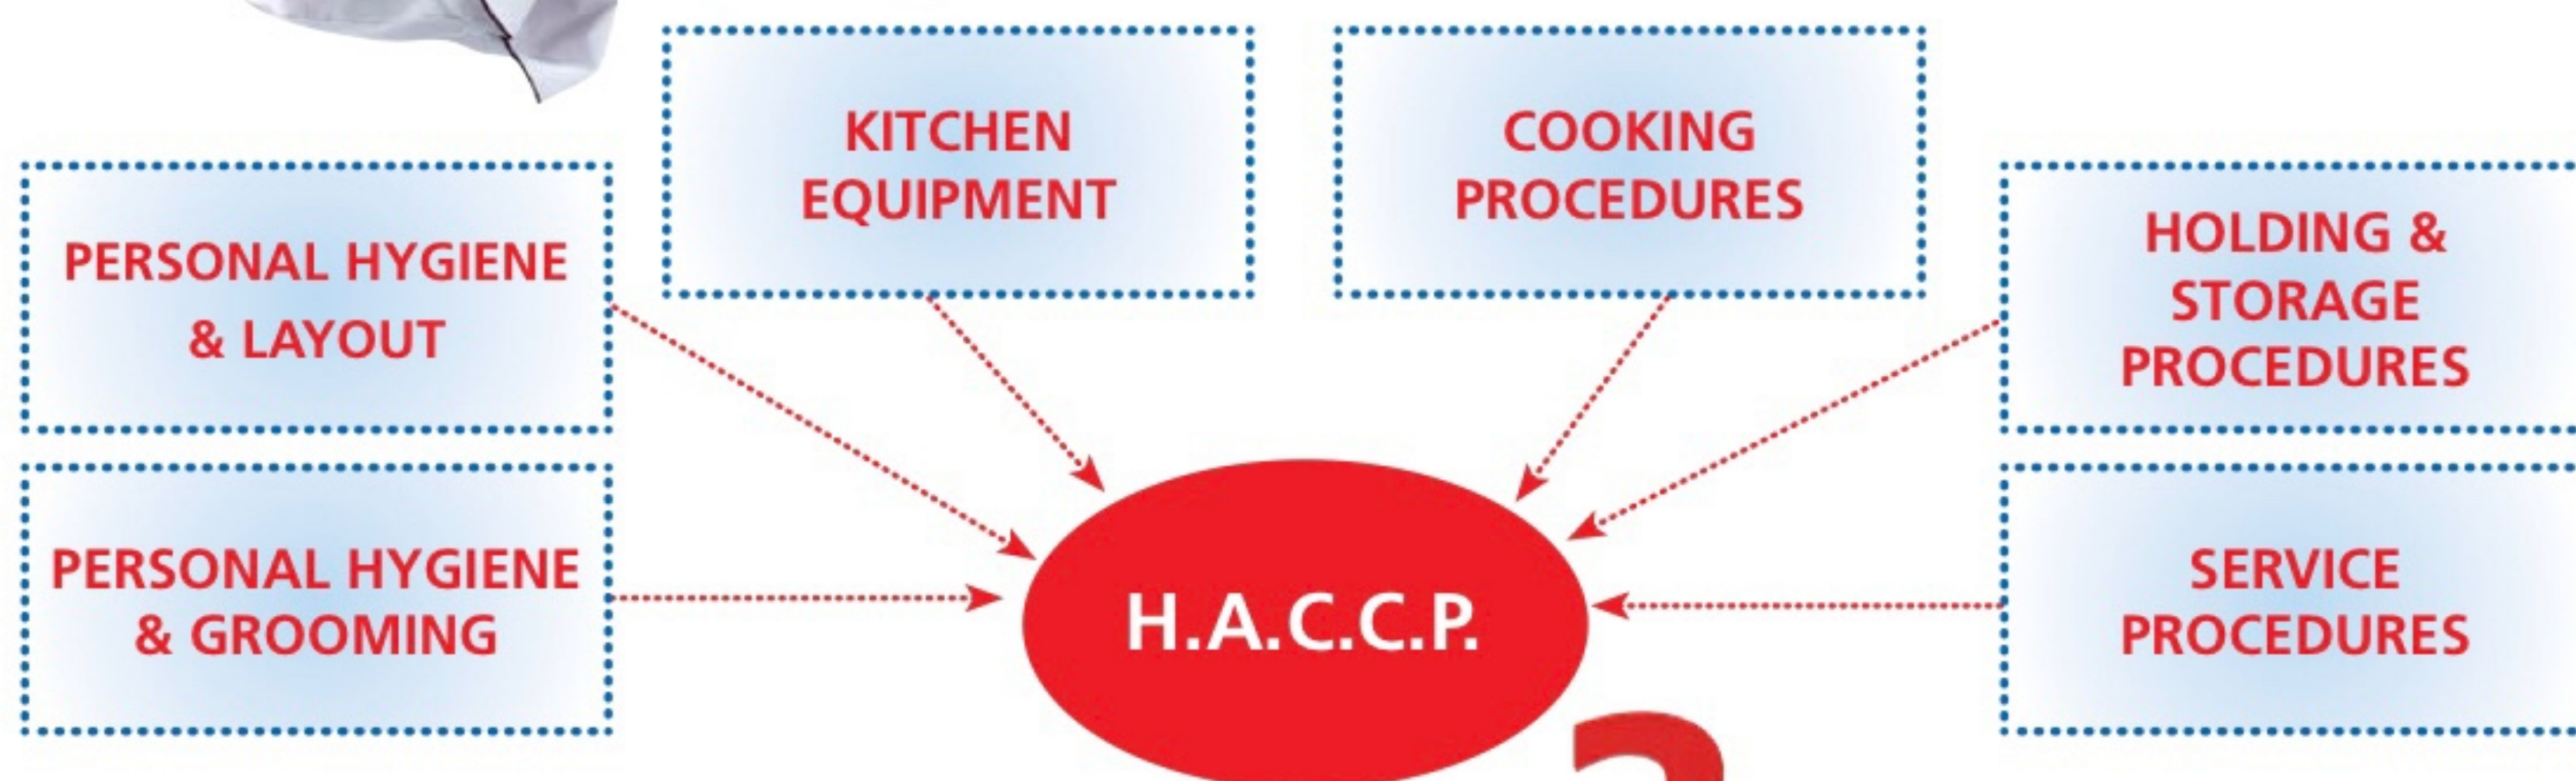 KITCHEN
EQUIPMENT
COOKING
PROCEDURES
PERSONAL HYGIENE
& LAYOUT
HOLDING &
STORAGE
PROCEDURES
PERSONAL HYGIENE
& GROOMING
SERVICE
PROCEDURES
H.A.C.C.P.